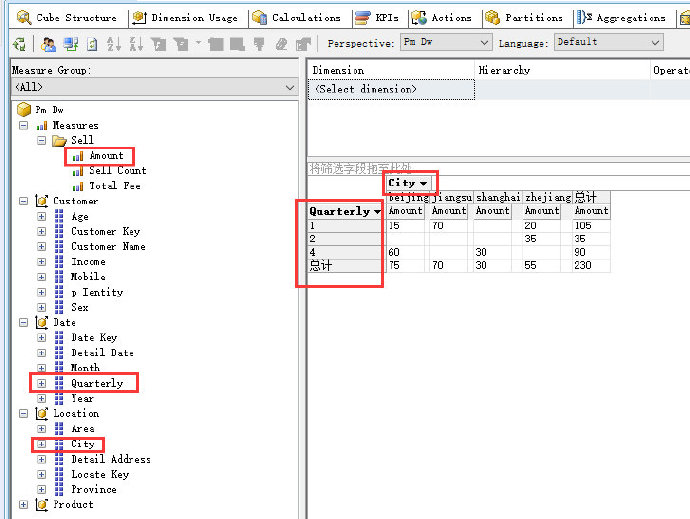 Cube Structure Dimension Usage Calculations KPIs Actions Partitions Aggregations
Perspective: Pm Dw Language: Default
Measure Group:
<All>
Pm Dw
Measures
Sell
Amount
Sell Count
Total Fee
Customer
Age
Customer Key
Customer Name
Income
Mobile
p Ientity
Sex
Date
Date Key
Detail Date
Month
Quarterly
Year
Location
Area
City
Detail Address
Locate Key
Province
Product
Dimension Hierarchy Operato
<Select dimension>
将筛选字段拖至此处
City
beijing jiangsu shanghai zhejiang 总计
Quarterly Amount Amount Amount Amount Amount
1 15 70 20 105
2 35 35
4 60 30 90
总计 75 70 30 55 230